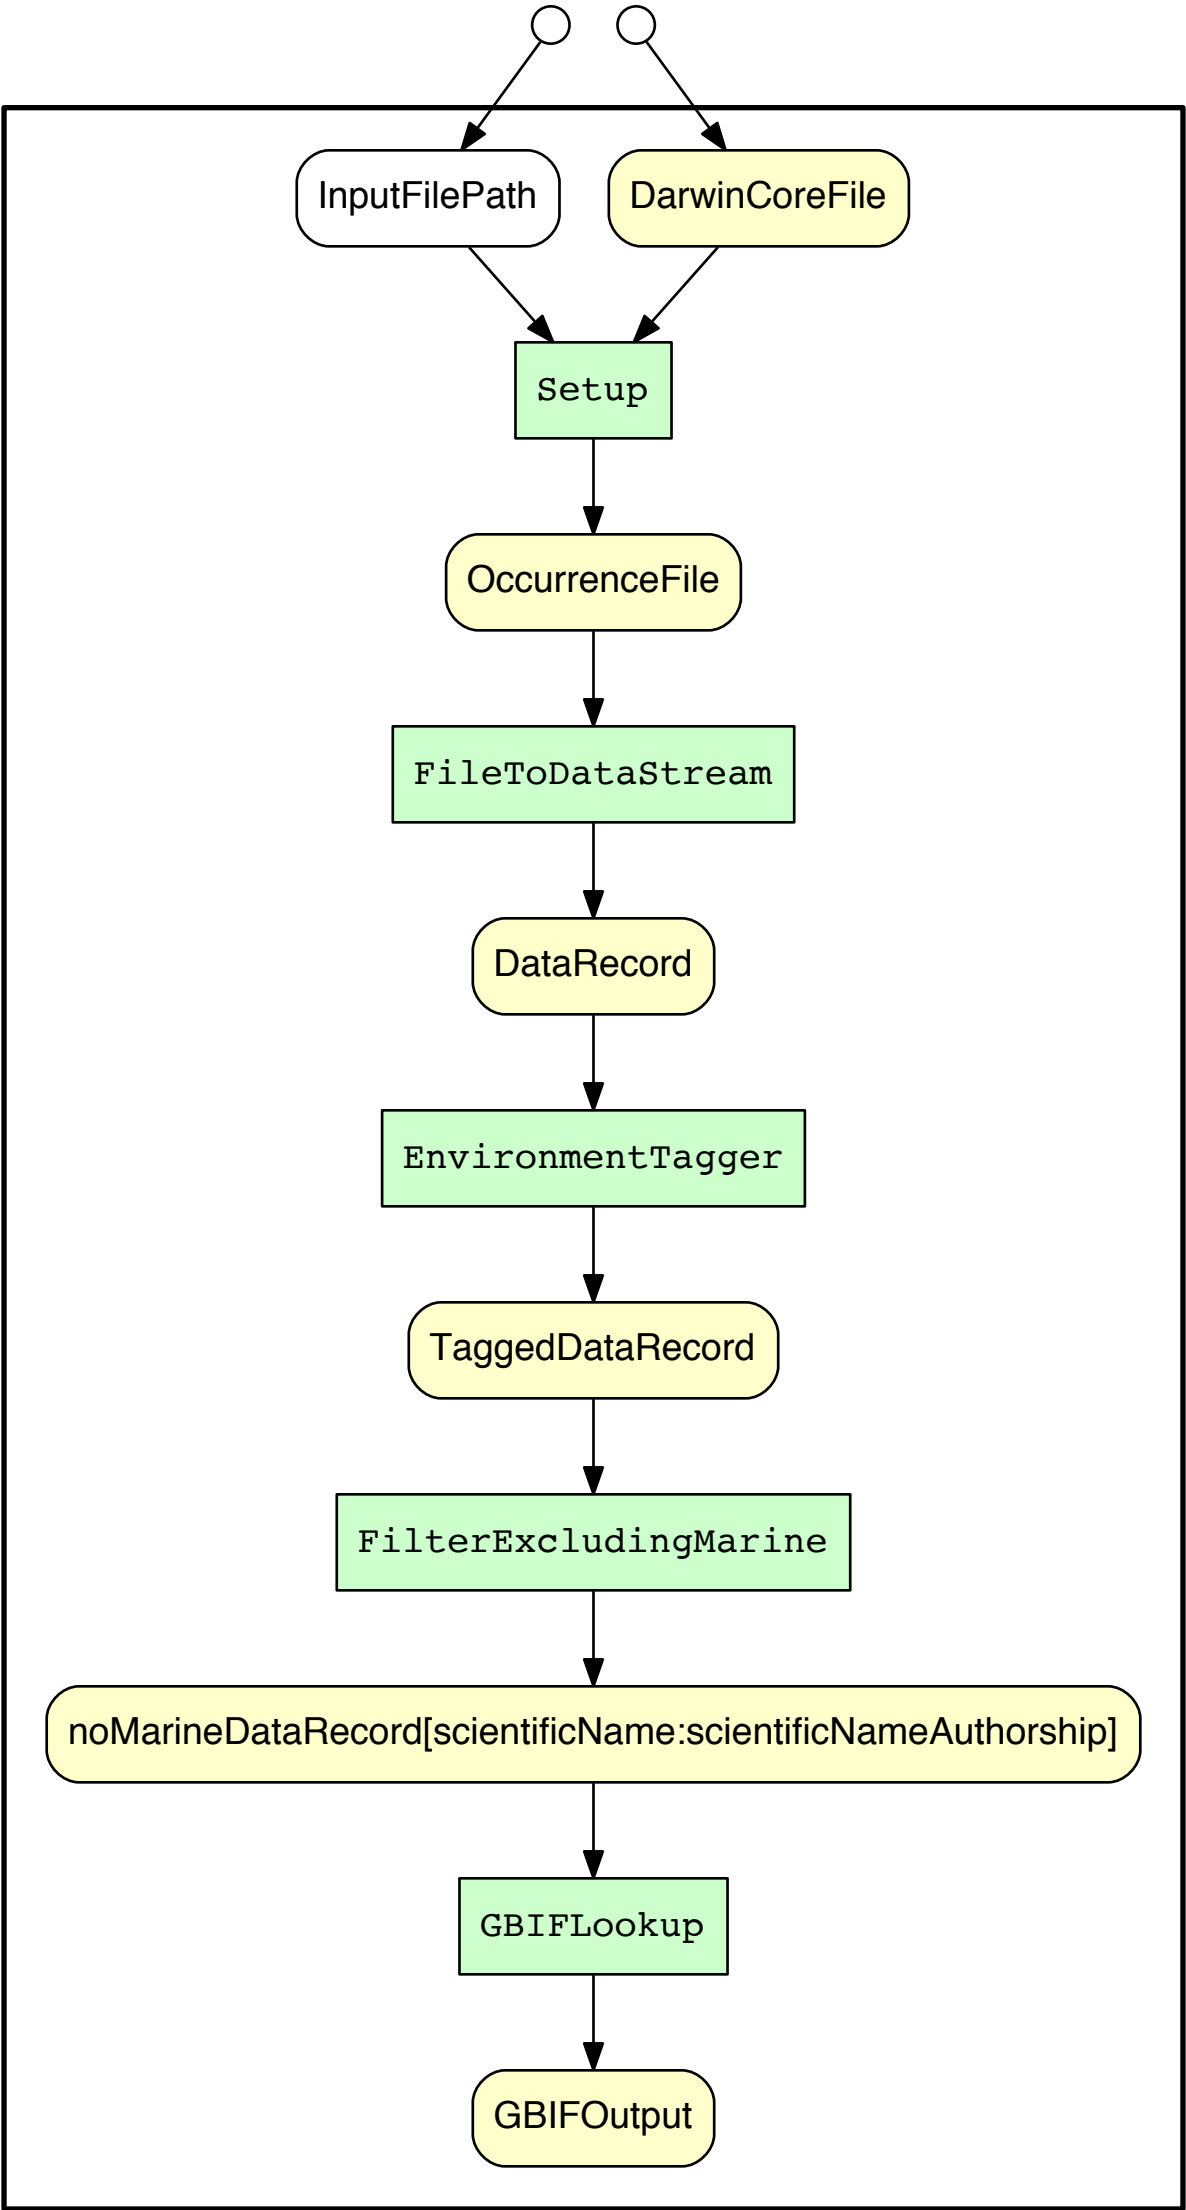 InputFilePath
DarwinCoreFile
Setup
OccurrenceFile
FileToDataStream
DataRecord
EnvironmentTagger
TaggedDataRecord
FilterExcludingMarine
noMarineDataRecord[scientificName:scientificNameAuthorship]
GBIFLookup
GBIFOutput